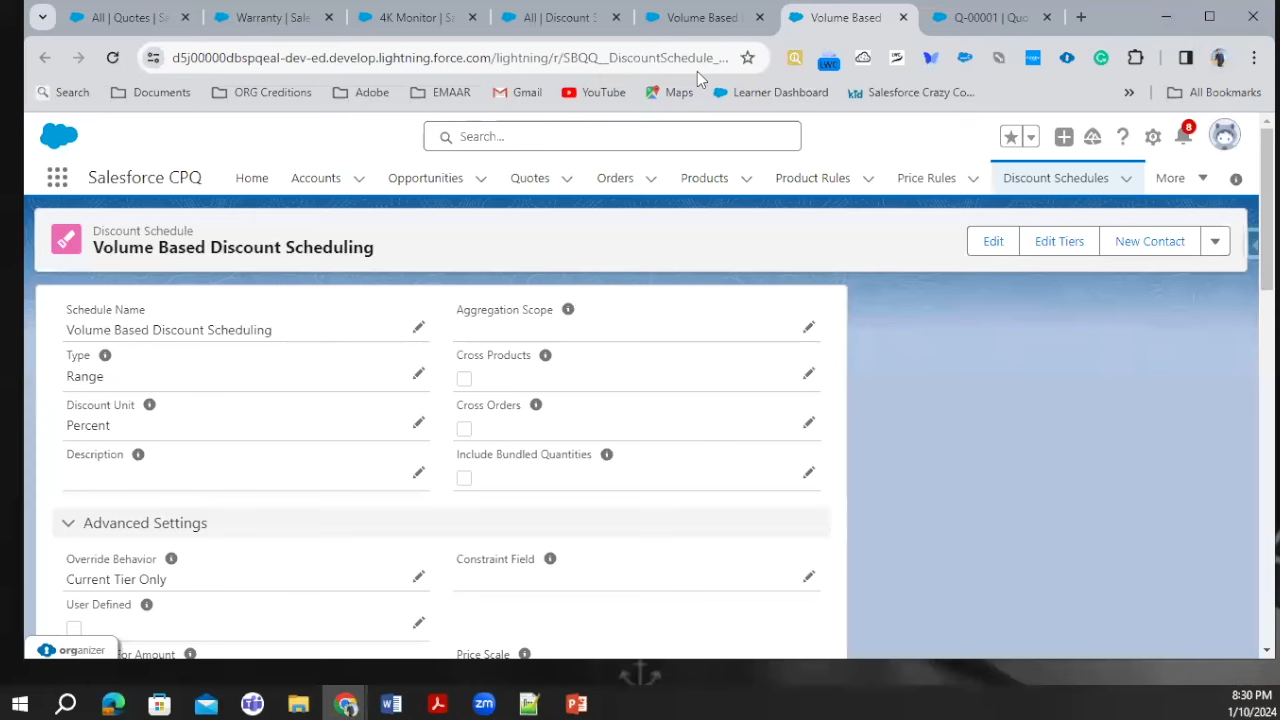 All | Quotes | Sa
Warranty | Sale
4K Monitor | Sa
All | Discount S
Volume Based
Volume Based
Q-00001 | Quo
d5j00000dbspqeal-dev-ed.develop.lightning.force.com/lightning/r/SBQQ__DiscountSchedule_...
LWC
Search
Documents
ORG Creditions
Adobe
EMAAR
Gmail
YouTube
Maps
Learner Dashboard
kid
Salesforce Crazy Co...
»
All Bookmarks
Search...
8
Salesforce CPQ
Home
Accounts
Opportunities
Quotes
Orders
Products
Product Rules
Price Rules
Discount Schedules
More
Discount Schedule
Volume Based Discount Scheduling
Edit
Edit Tiers
New Contact
Schedule Name
Volume Based Discount Scheduling
Aggregation Scope
Type
Range
Cross Products
Discount Unit
Percent
Cross Orders
Description
Include Bundled Quantities
Advanced Settings
Override Behavior
Current Tier Only
Constraint Field
User Defined
For Amount
Price Scale
organizer
8:30 PM
1/10/2024